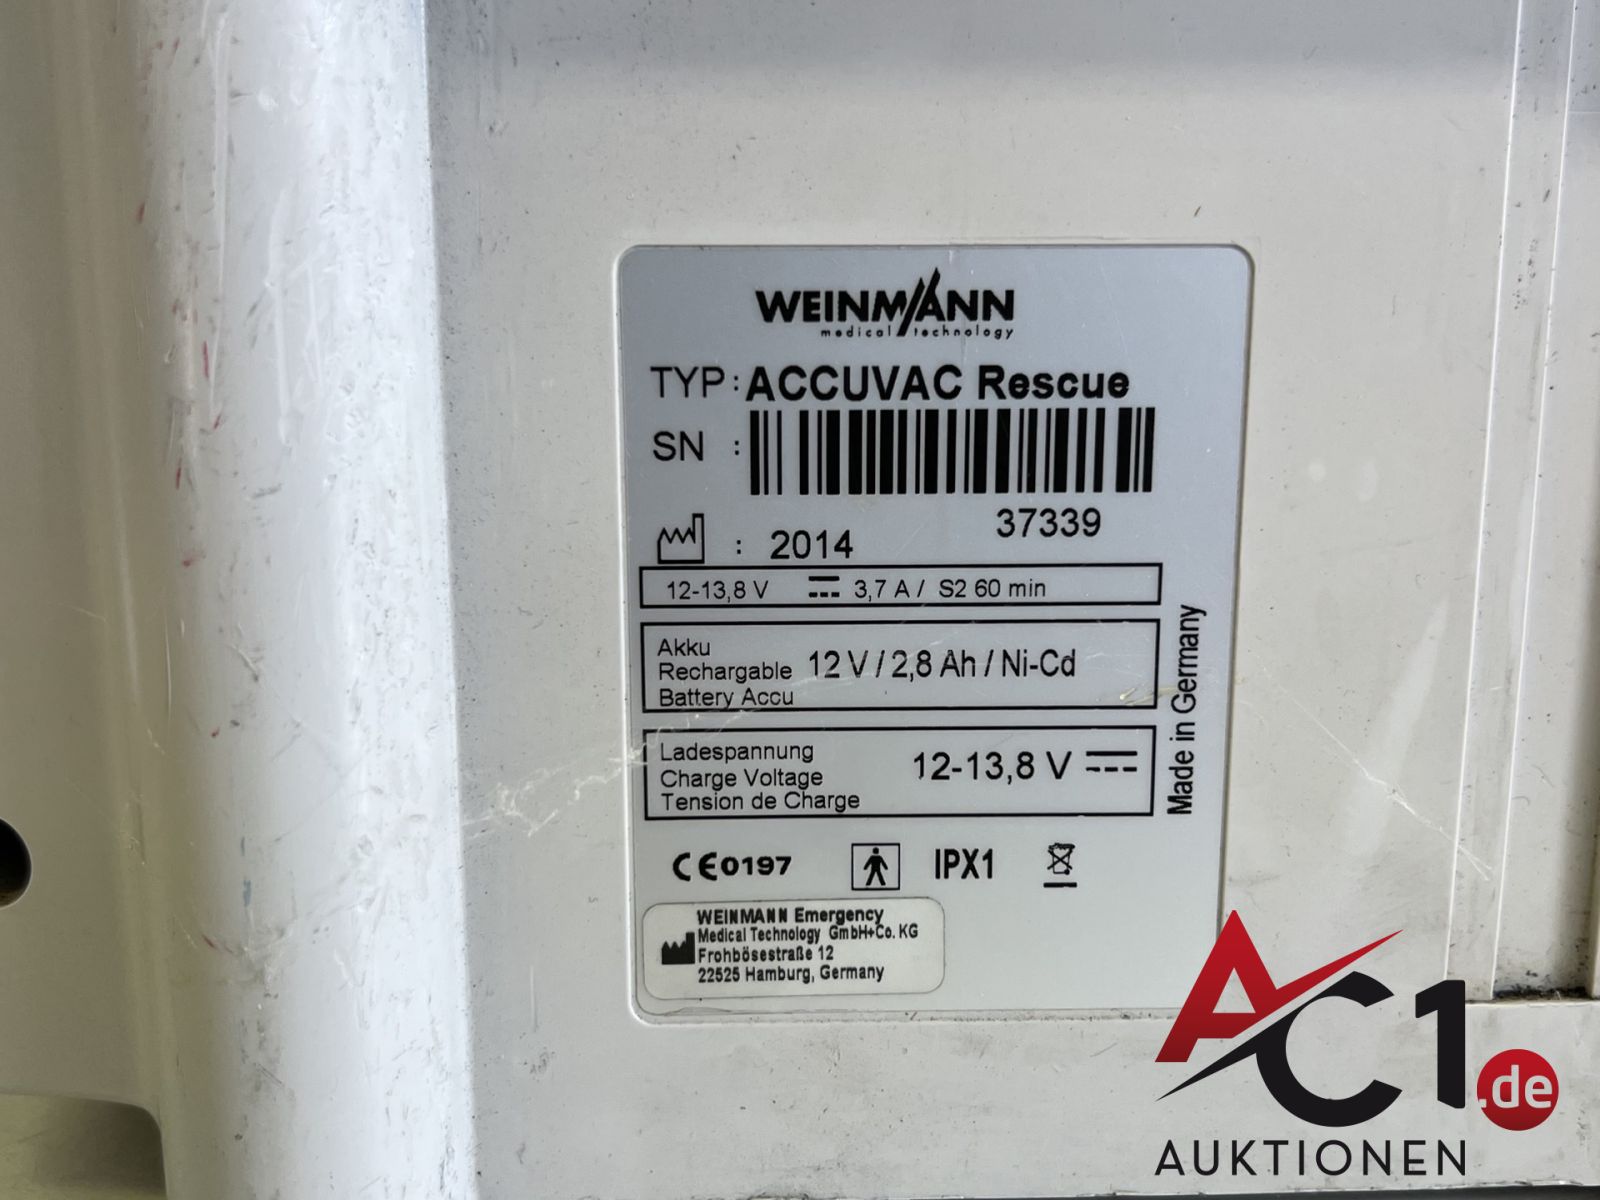 WEINMANN
medical technology
TYP: ACCUVAC Rescue
SN :
37339
: 2014
12-13,8 V 3,7 A / S2 60 min
Akku
Rechargable
Battery Accu
12 V / 2,8 Ah / Ni-Cd
Ladespannung
Charge Voltage
Tension de Charge
12-13,8 V
Made in Germany
CE0197
IPX1
WEINMANN Emergency
Medical Technology GmbH+Co. KG
Frohbösestraße 12
22525 Hamburg, Germany
AC1.de
AUKTIONEN